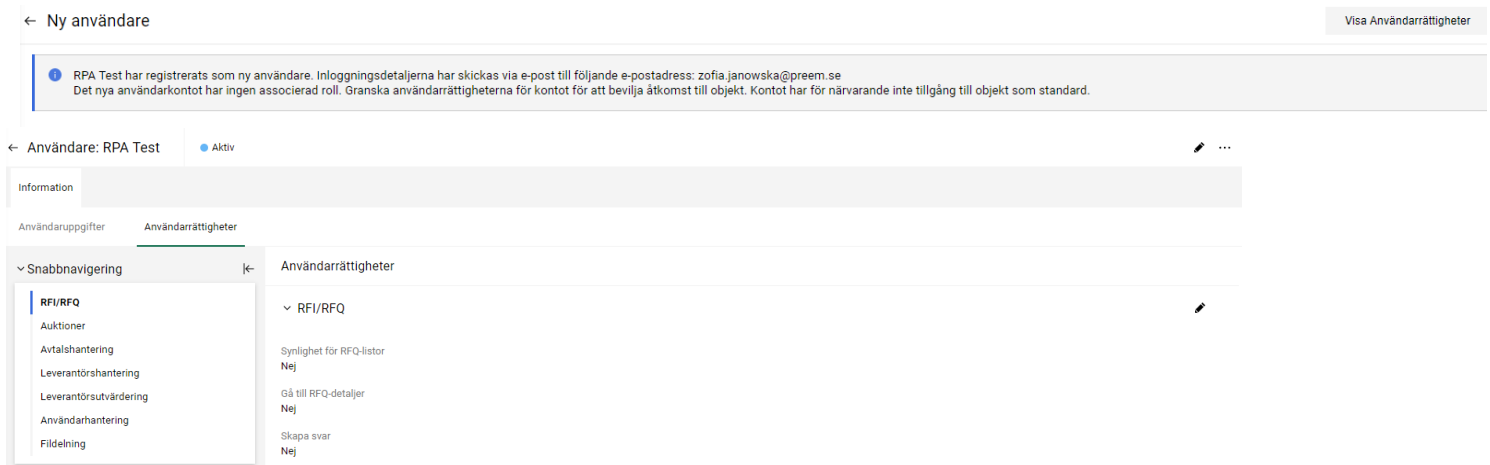 Ny användare
Visa Användarrättigheter
RPA Test har registrerats som ny användare. Inloggningsdetaljerna har skickas via e-post till följande e-postadress: zofia.janowska@preem.se
Det nya användarkontot har ingen associerad roll. Granska användarrättigheterna för kontot för att bevilja åtkomst till objekt. Kontot har för närvarande inte tillgång till objekt som standard.
Användare: RPA Test
Aktiv
Information
Användaruppgifter
Användarrättigheter
Snabbnavigering
RFI/RFQ
Auktioner
Avtalshantering
Leverantörshantering
Leverantörsutvärdering
Användarhantering
Fildelning
Användarrättigheter
RFI/RFQ
Synlighet för RFQ-listor
Nej
Gå till RFQ-detaljer
Nej
Skapa svar
Nej